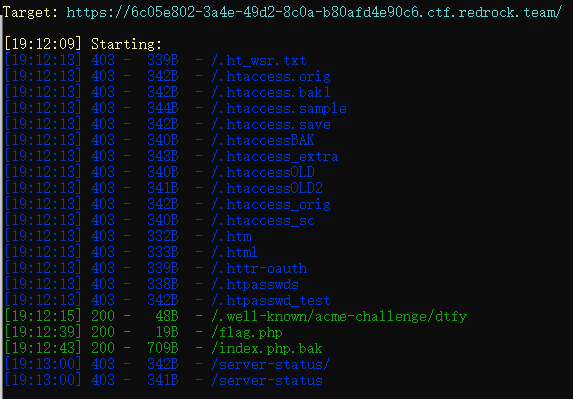 Target: https://6c05e802-3a4e-49d2-8c0a-b80afd4e90c6.ctf.redrock.team/
[19:12:09] Starting:
[19:12:13] 403 - 339B - /.ht_wsr.txt
[19:12:13] 403 - 342B - /.htaccess.orig
[19:12:13] 403 - 342B - /.htaccess.bak1
[19:12:13] 403 - 344B - /.htaccess.sample
[19:12:13] 403 - 342B - /.htaccess.save
[19:12:13] 403 - 340B - /.htaccessBAK
[19:12:13] 403 - 343B - /.htaccess_extra
[19:12:13] 403 - 340B - /.htaccessOLD
[19:12:13] 403 - 341B - /.htaccessOLD2
[19:12:13] 403 - 342B - /.htaccess_orig
[19:12:13] 403 - 340B - /.htaccess_sc
[19:12:13] 403 - 332B - /.htm
[19:12:13] 403 - 333B - /.html
[19:12:13] 403 - 339B - /.httr-oauth
[19:12:13] 403 - 338B - /.htpasswds
[19:12:13] 403 - 342B - /.htpasswd_test
[19:12:15] 200 - 48B - /.well-known/acme-challenge/dtfy
[19:12:39] 200 - 19B - /flag.php
[19:12:43] 200 - 709B - /index.php.bak
[19:13:00] 403 - 342B - /server-status/
[19:13:00] 403 - 341B - /server-status